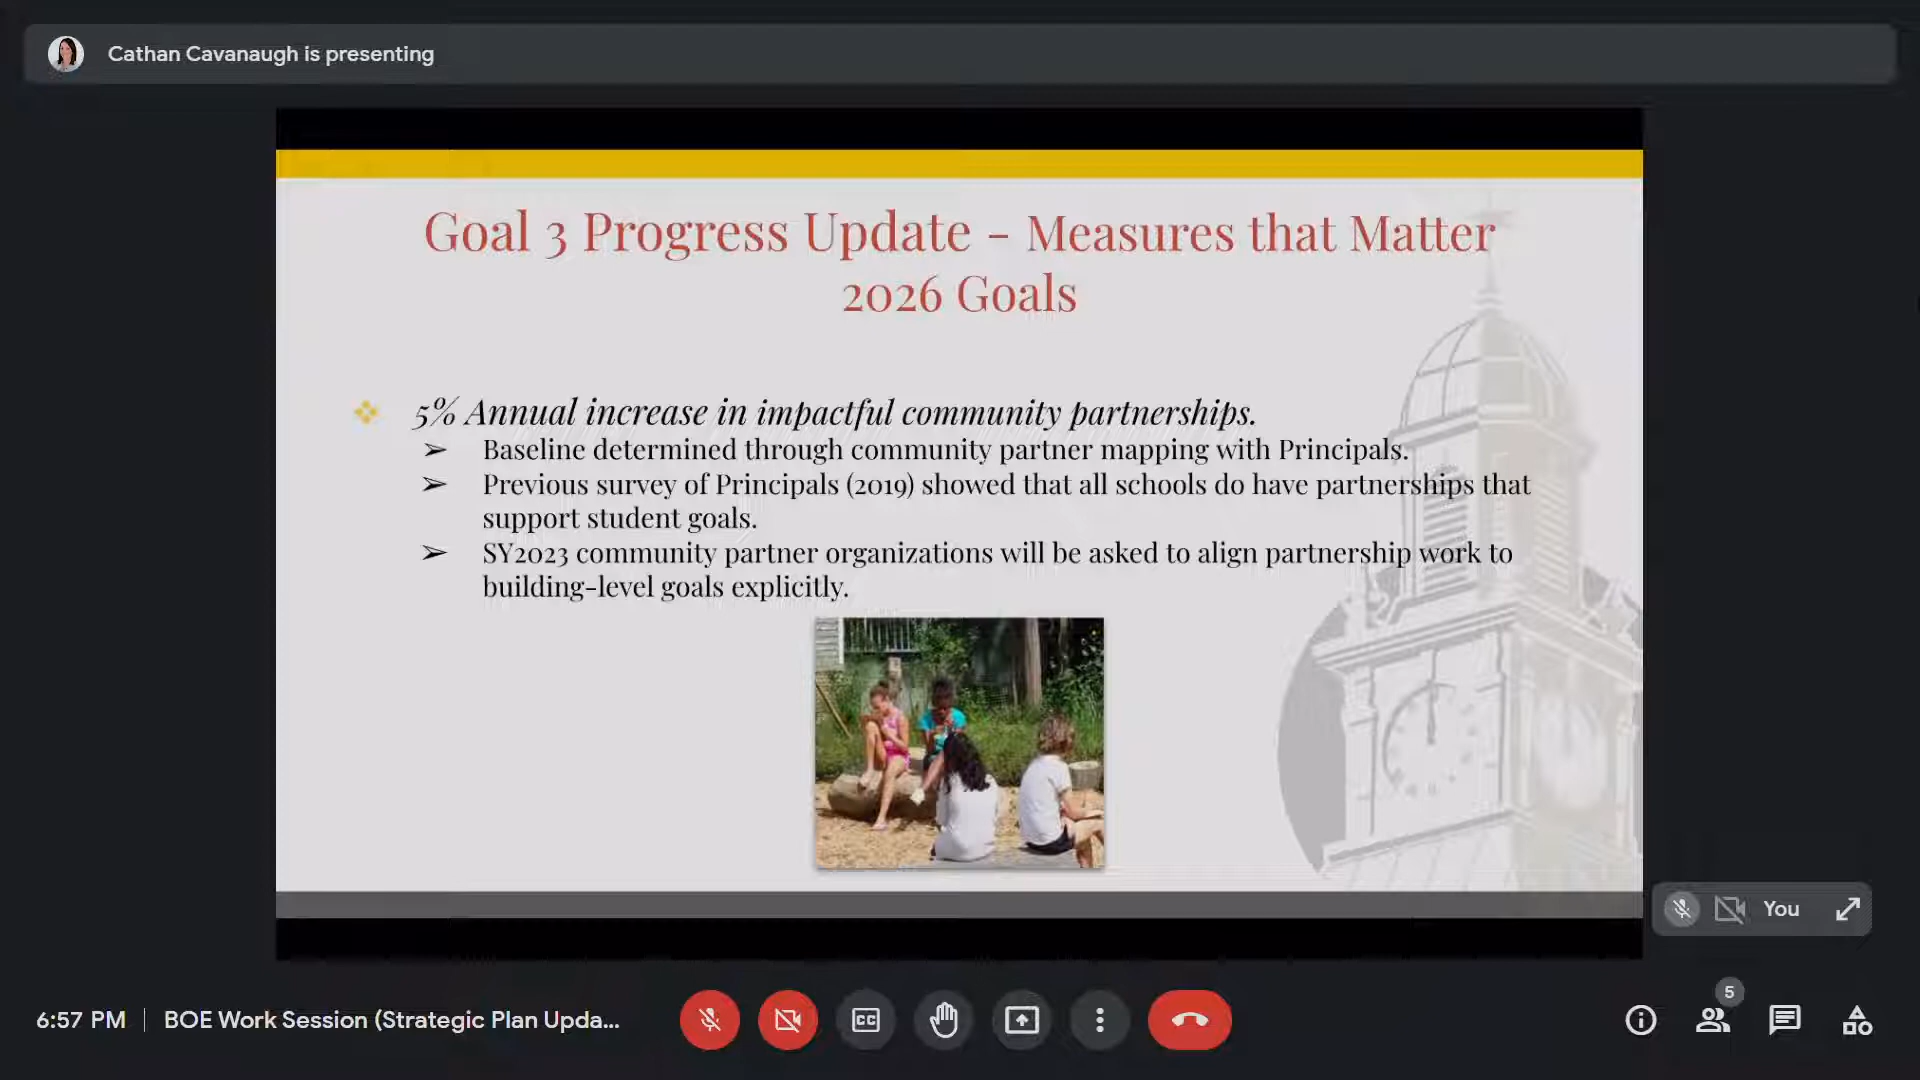 Cathan Cavanaugh is presenting
Goal 3 Progress Update - Measures that Matter
2026 Goals
5% Annual increase in impactful community partnerships.
Baseline determined through community partner mapping with Principals.
Previous survey of Principals (2019) showed that all schools do have partnerships that
support student goals.
SY2023 community partner organizations will be asked to align partnership work to
building-level goals explicitly.
You
5
6:57 PM | BOE Work Session (Strategic Plan Upda...
CC